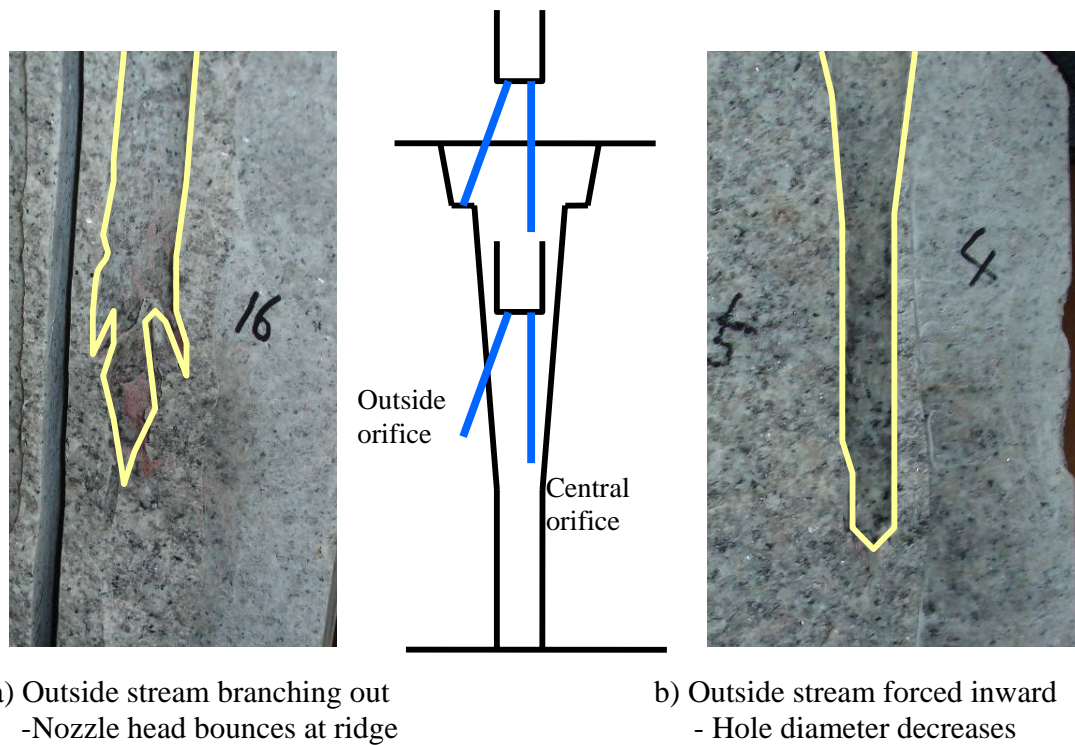 16
Outside
orifice
Central
orifice
4
a) Outside stream branching out
-Nozzle head bounces at ridge
b) Outside stream forced inward
- Hole diameter decreases